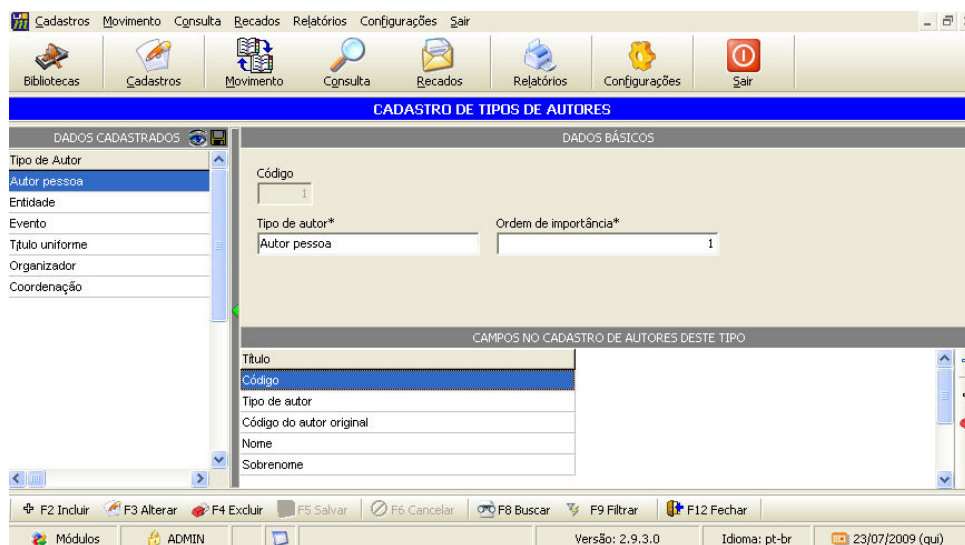 Cadastros Movimento Consulta Recados Relatórios Configurações Sair
Bibliotecas Cadastros Movimento Consulta Recados Relatórios Configurações Sair
CADASTRO DE TIPOS DE AUTORES
DADOS CADASTRADOS DADOS BÁSICOS
Tipo de Autor
Autor pessoa
Entidade
Evento
Título uniforme
Organizador
Coordenação
Código
1
Tipo de autor* Ordem de importância*
Autor pessoa 1
CAMPOS NO CADASTRO DE AUTORES DESTE TIPO
Título
Código
Tipo de autor
Código do autor original
Nome
Sobrenome
F2 Incluir F3 Alterar F4 Excluir F5 Salvar F6 Cancelar F8 Buscar F9 Filtrar F12 Fechar
Módulos ADMIN Versão: 2.9.3.0 Idioma: pt-br 23/07/2009 (qui)